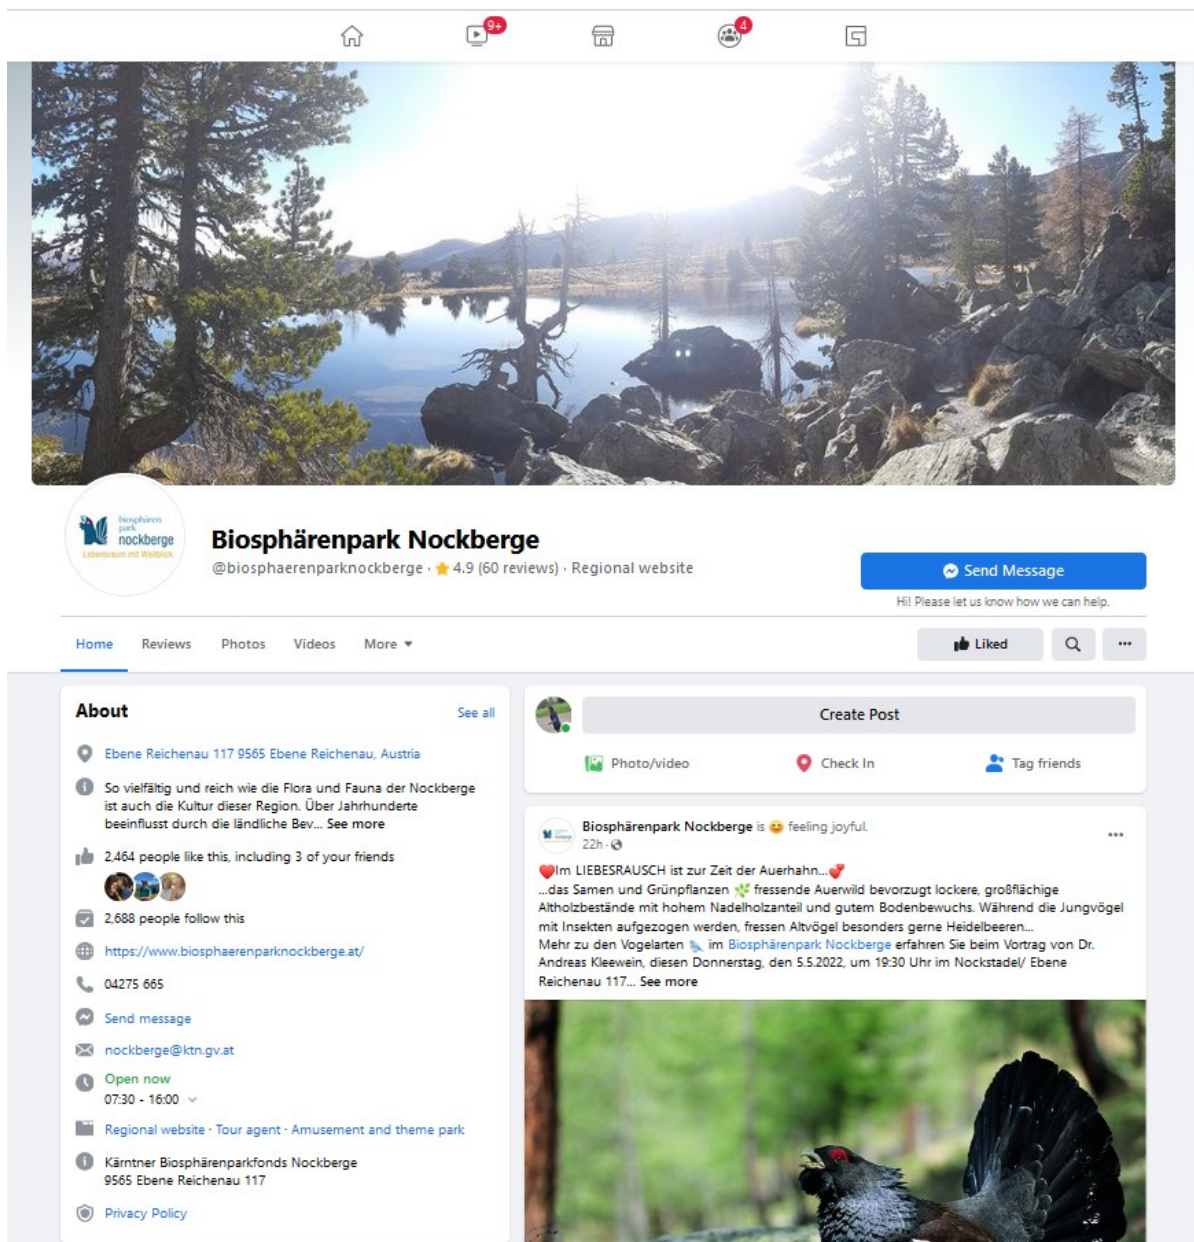 9+
4
biosphären
park
nockberge
Lebensraum mit Weitblick
Biosphärenpark Nockberge
@biosphaerenparknockberge · 4.9 (60 reviews) · Regional website
Send Message
Hi! Please let us know how we can help.
Home Reviews Photos Videos More
Liked
About
See all
Ebene Reichenau 117 9565 Ebene Reichenau, Austria
So vielfältig und reich wie die Flora und Fauna der Nockberge
ist auch die Kultur dieser Region. Über Jahrhunderte
beeinflusst durch die ländliche Bev... See more
2,464 people like this, including 3 of your friends
2,688 people follow this
https://www.biosphaerenparknockberge.at/
04275 665
Send message
nockberge@ktn.gv.at
Open now
07:30 - 16:00
Regional website · Tour agent · Amusement and theme park
Kärntner Biosphärenparkfonds Nockberge
9565 Ebene Reichenau 117
Privacy Policy
Create Post
Photo/video
Check In
Tag friends
Biosphärenpark Nockberge is 😊 feeling joyful.
22h ·
❤️Im LIEBESRAUSCH ist zur Zeit der Auerhahn...💕
...das Samen und Grünpflanzen 🌿 fressende Auerwild bevorzugt lockere, großflächige
Altholzbestände mit hohem Nadelholzanteil und gutem Bodenbewuchs. Während die Jungvögel
mit Insekten aufgezogen werden, fressen Altvögel besonders gerne Heidelbeeren...
Mehr zu den Vogelarten im Biosphärenpark Nockberge erfahren Sie beim Vortrag von Dr.
Andreas Kleewein, diesen Donnerstag, den 5.5.2022, um 19:30 Uhr im Nockstadel/ Ebene
Reichenau 117... See more